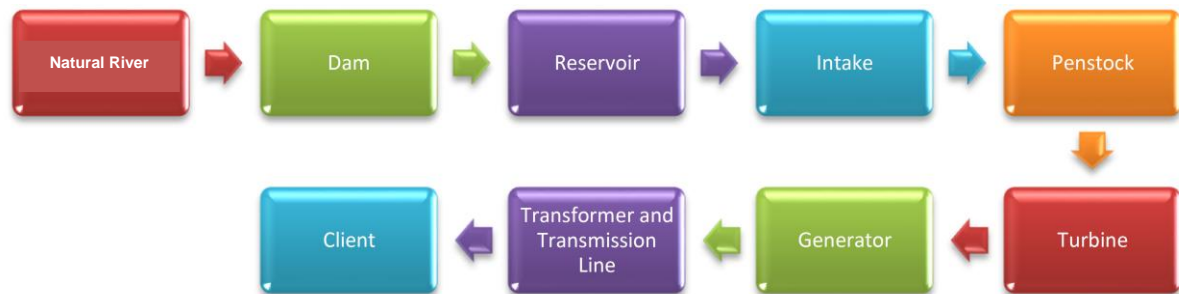 Natural River
Dam
Reservoir
Intake
Penstock
Turbine
Generator
Transformer and
Transmission
Line
Client